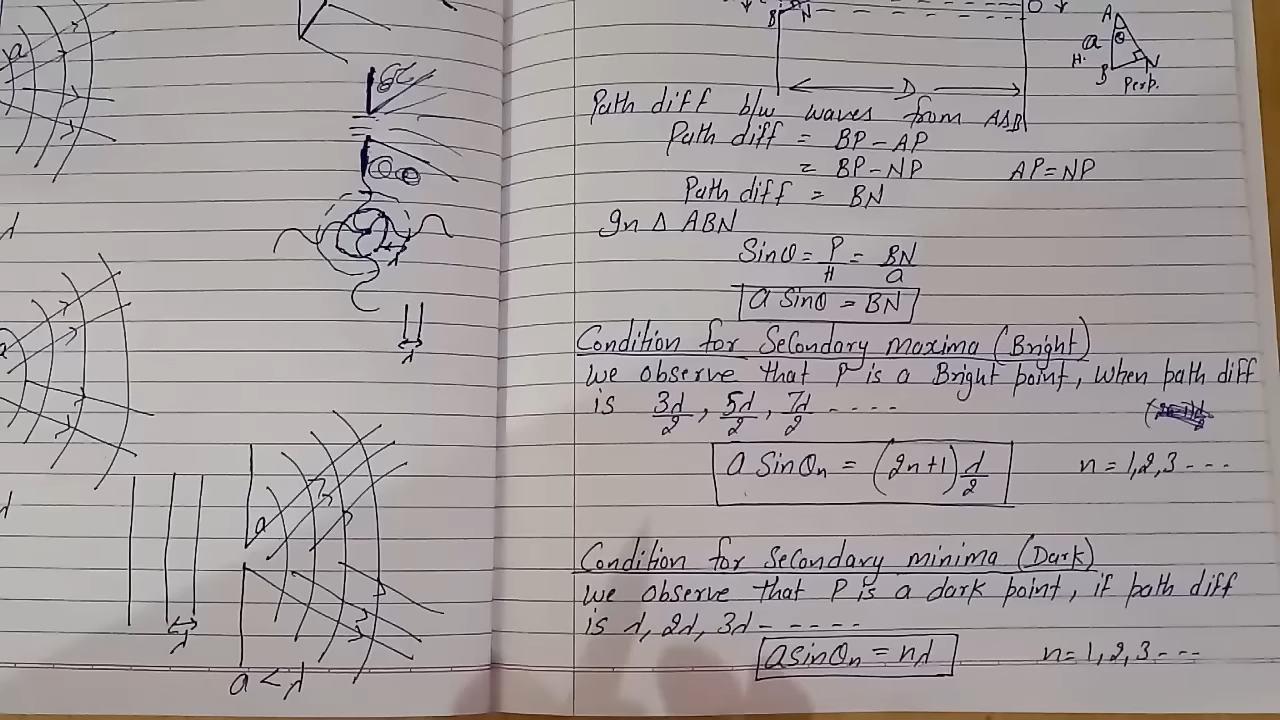 a
λ
a
λ
λ
λ
a
λ
a < λ
B N
O
A
a
θ
H.
B
N
Perp.
D
Path diff b/w waves from A&B
Path diff = BP - AP
= BP - NP AP = NP
Path diff = BN
In Δ ABN
Sinθ = P/H = BN/a
a Sinθ = BN
Condition for Secondary maxima (Bright)
We observe that P is a Bright point, when path diff
is 3λ/2, 5λ/2, 7λ/2 - - - -
a Sinθn = (2n+1) λ/2 n = 1,2,3 - - -
Condition for Secondary minima (Dark)
We observe that P is a dark point, if path diff
is λ, 2λ, 3λ - - - - -
a sinθn = nλ n = 1, 2, 3 - - -